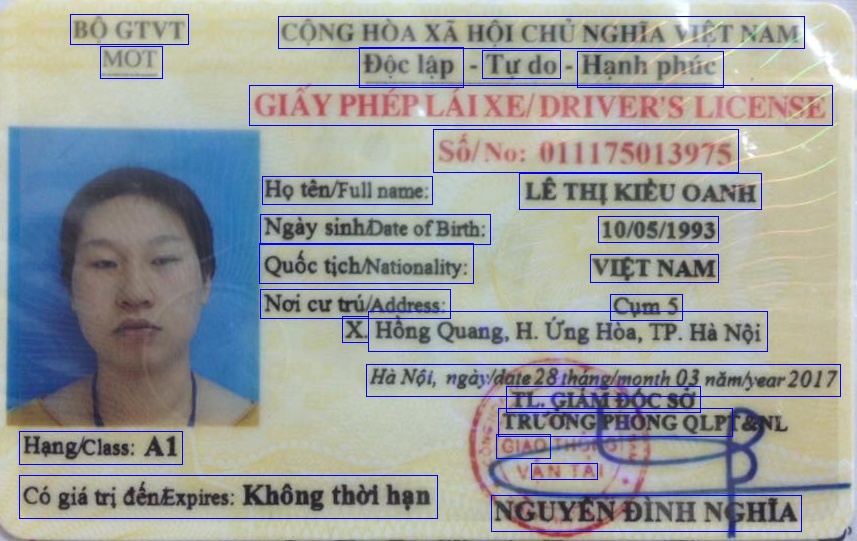 BỘ GTVT
MOT
CỘNG HÒA XÃ HỘI CHỦ NGHĨA VIỆT NAM
Độc lập - Tự do - Hạnh phúc
GIẤY PHÉP LÁI XE/ DRIVER'S LICENSE
Số/No: 011175013975
Họ tên/Full name: LÊ THỊ KIỀU OANH
Ngày sinh/Date of Birth: 10/05/1993
Quốc tịch/Nationality: VIỆT NAM
Nơi cư trú/Address: Cụm 5
X. Hồng Quang, H. Ứng Hòa, TP. Hà Nội
Hà Nội, ngày/date 28 tháng/month 03 năm/year 2017
TL. GIÁM ĐỐC SỞ
TRƯỞNG PHÒNG QLPT&NL
GIAO THÔNG
VẬN TẢI
Hạng/Class: A1
Có giá trị đến/Expires: Không thời hạn
NGUYỄN ĐÌNH NGHĨA